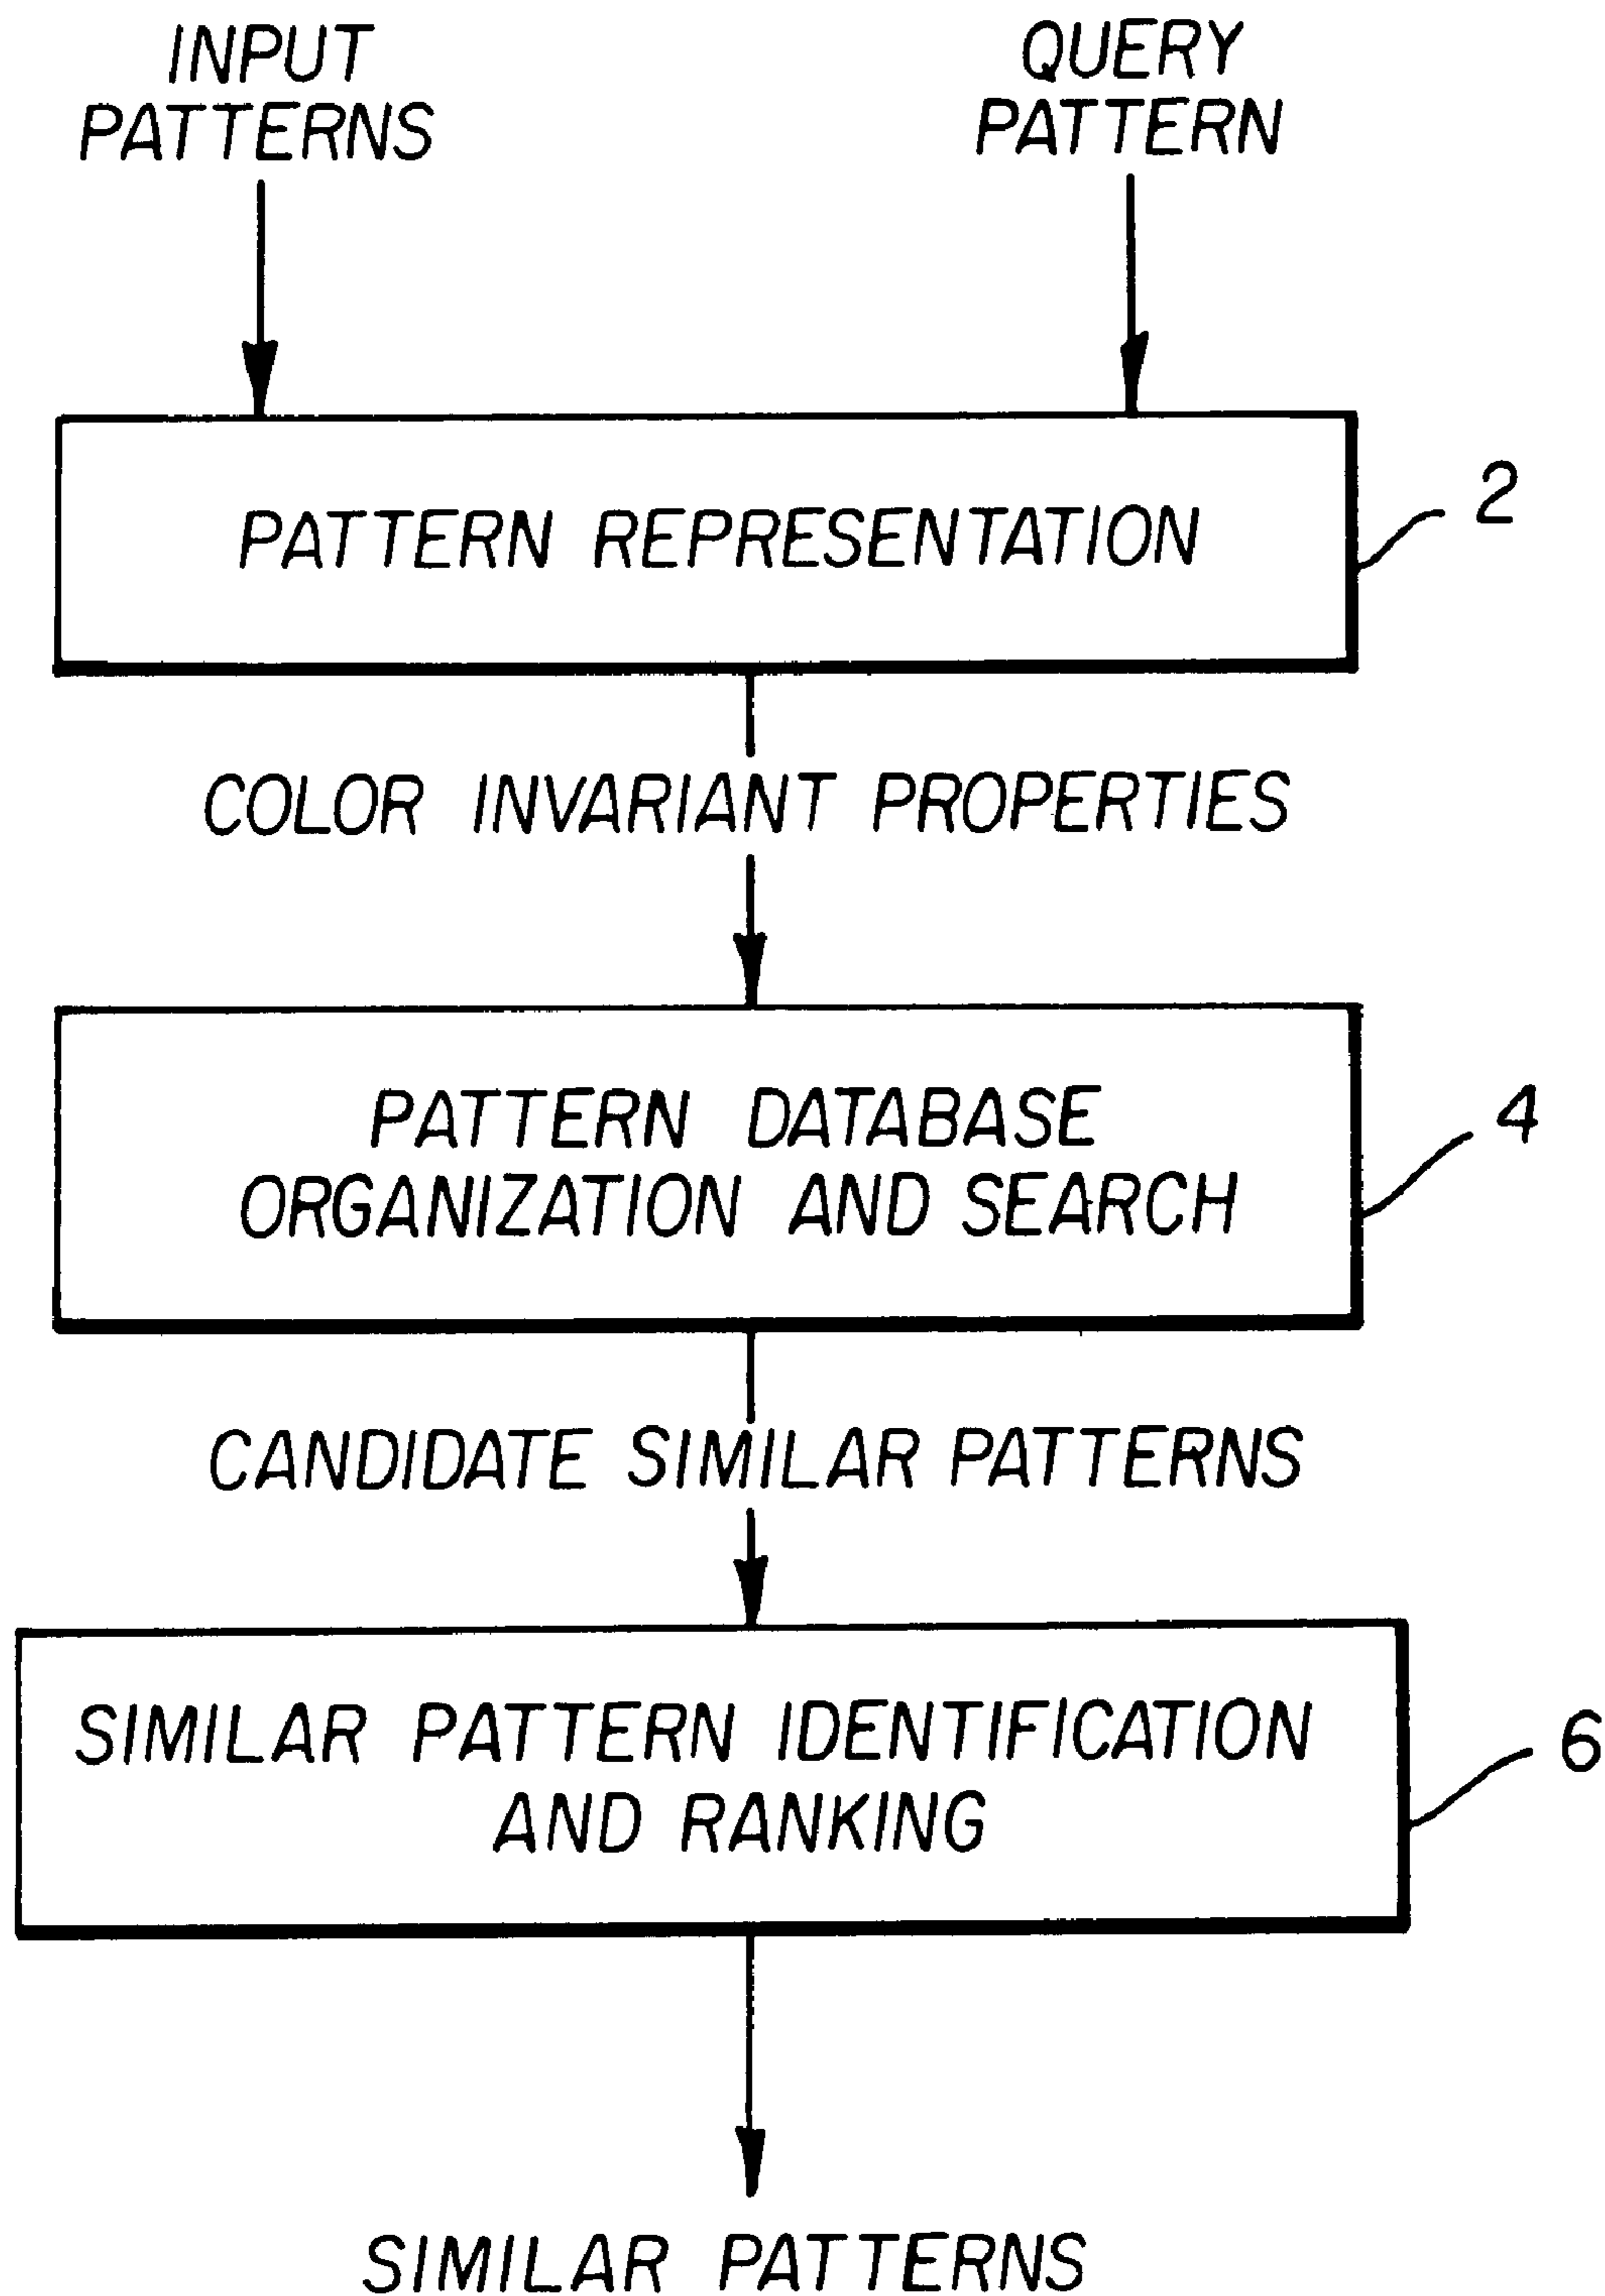 INPUT
PATTERNS
QUERY
PATTERN
PATTERN REPRESENTATION
2
COLOR INVARIANT PROPERTIES
PATTERN DATABASE
ORGANIZATION AND SEARCH
4
CANDIDATE SIMILAR PATTERNS
SIMILAR PATTERN IDENTIFICATION
AND RANKING
6
SIMILAR PATTERNS